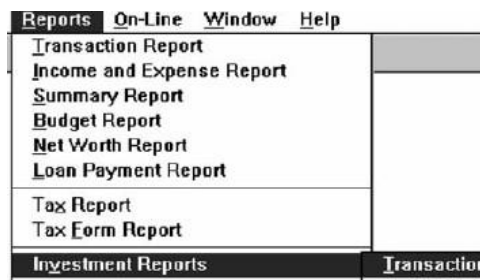 Reports On-Line Window Help
Transaction Report
Income and Expense Report
Summary Report
Budget Report
Net Worth Report
Loan Payment Report
Tax Report
Tax Form Report
Investment Reports Transaction